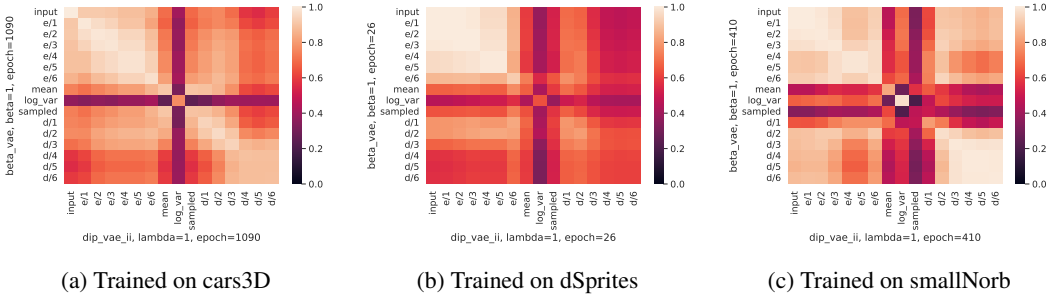 beta_vae, beta=1, epoch=1090
input
e/1
e/2
e/3
e/4
e/5
e/6
mean
log_var
sampled
d/1
d/2
d/3
d/4
d/5
d/6
input
e/1
e/2
e/3
e/4
e/5
e/6
mean
log_var
sampled
d/1
d/2
d/3
d/4
d/5
d/6
dip_vae_ii, lambda=1, epoch=1090
1.0
0.8
0.6
0.4
0.2
0.0
(a) Trained on cars3D
beta_vae, beta=1, epoch=26
input
e/1
e/2
e/3
e/4
e/5
e/6
mean
log_var
sampled
d/1
d/2
d/3
d/4
d/5
d/6
input
e/1
e/2
e/3
e/4
e/5
e/6
mean
log_var
sampled
d/1
d/2
d/3
d/4
d/5
d/6
dip_vae_ii, lambda=1, epoch=26
1.0
0.8
0.6
0.4
0.2
0.0
(b) Trained on dSprites
beta_vae, beta=1, epoch=410
input
e/1
e/2
e/3
e/4
e/5
e/6
mean
log_var
sampled
d/1
d/2
d/3
d/4
d/5
d/6
input
e/1
e/2
e/3
e/4
e/5
e/6
mean
log_var
sampled
d/1
d/2
d/3
d/4
d/5
d/6
dip_vae_ii, lambda=1, epoch=410
1.0
0.8
0.6
0.4
0.2
0.0
(c) Trained on smallNorb